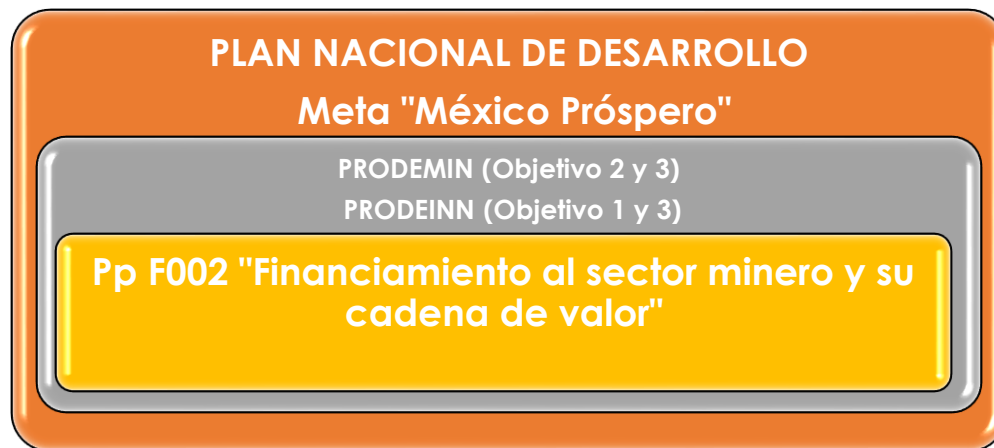 PLAN NACIONAL DE DESARROLLO
Meta "México Próspero"
PRODEMIN (Objetivo 2 y 3)
PRODEINN (Objetivo 1 y 3)
Pp F002 "Financiamiento al sector minero y su
cadena de valor"